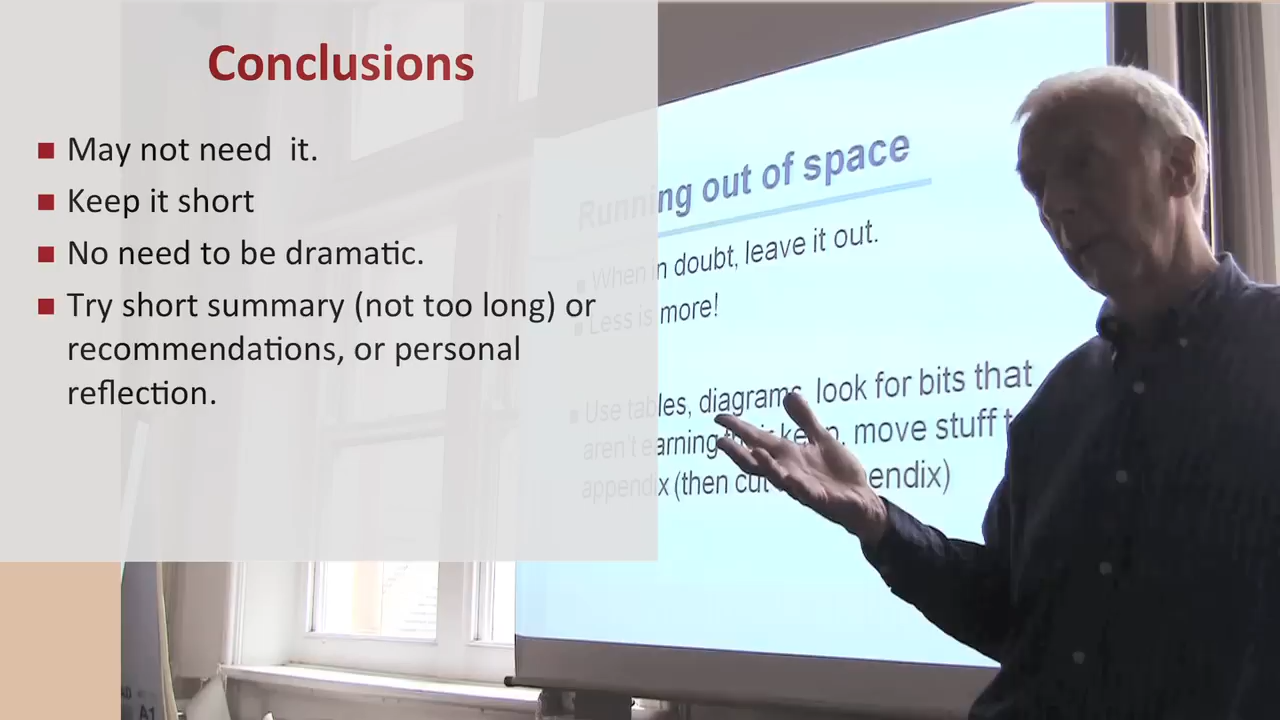 Conclusions
May not need it.
Keep it short
No need to be dramatic.
Try short summary (not too long) or
recommendations, or personal
reflection.
Running out of space
When in doubt, leave it out.
Less is more!
Use tables, diagrams, look for bits that
aren't earning their keep, move stuff
appendix (then cut appendix)
A1